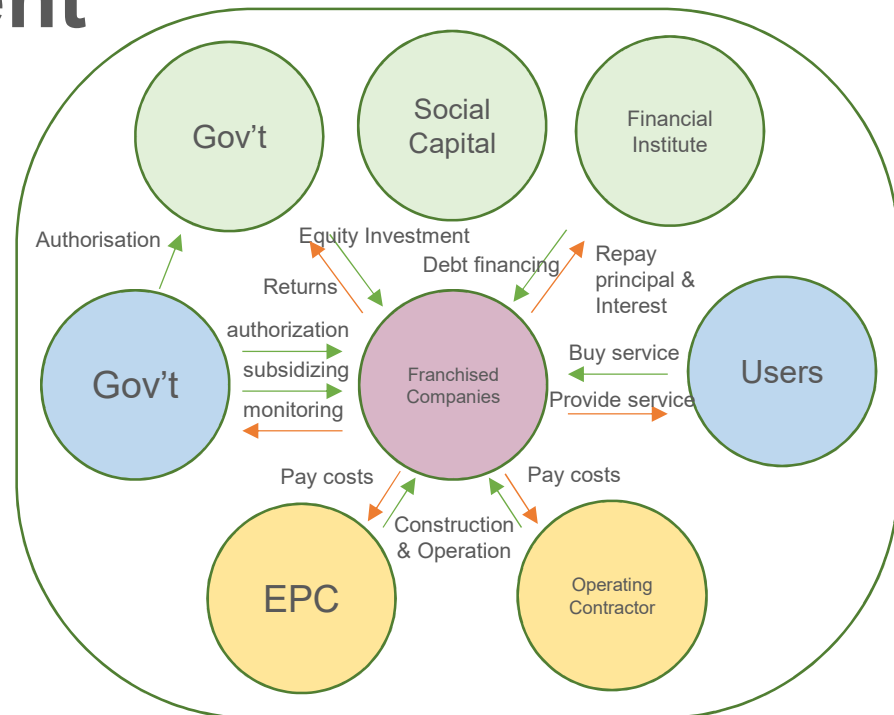 ent
Gov't
Social
Capital
Financial
Institute
Authorisation
Equity Investment
Debt financing
Repay
principal &
Interest
Returns
authorization
subsidizing
monitoring
Gov't
Franchised
Companies
Buy service
Provide service
Users
Pay costs
Pay costs
Construction
& Operation
EPC
Operating
Contractor